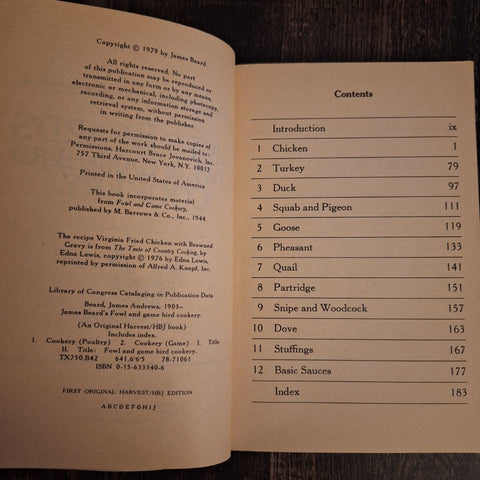 Copyright © 1979 by James Beard
All rights reserved. No part
of this publication may be reproduced or
transmitted in any form or by any means,
electronic or mechanical, including photocopy,
recording, or any information storage and
retrieval system, without permission
in writing from the publisher.
Requests for permission to make copies of
any part of the work should be mailed to:
Permissions, Harcourt Brace Jovanovich, Inc.
757 Third Avenue, New York, N.Y. 10017
Printed in the United States of America
This book incorporates material
from Fowl and Game Cookery,
published by M. Barrows & Co., Inc., 1944.
The recipe Virginia Fried Chicken with Browned
Gravy is from The Taste of Country Cooking, by
Edna Lewis, copyright © 1976 by Edna Lewis,
reprinted by permission of Alfred A. Knopf, Inc.
Library of Congress Cataloging in Publication Data
Beard, James Andrews, 1903–
James Beard's Fowl and game bird cookery.
(An Original Harvest/HBJ book)
Includes index.
1. Cookery (Poultry) 2. Cookery (Game) I. Title.
II. Title: Fowl and game bird cookery.
TX750.B42 641.6'65 78-71061
ISBN 0-15-633340-6
FIRST ORIGINAL HARVEST/HBJ EDITION
ABCDEFGHIJ
Contents
Introduction ix
1 Chicken 1
2 Turkey 79
3 Duck 97
4 Squab and Pigeon 111
5 Goose 119
6 Pheasant 133
7 Quail 141
8 Partridge 151
9 Snipe and Woodcock 157
10 Dove 163
11 Stuffings 167
12 Basic Sauces 177
Index 183